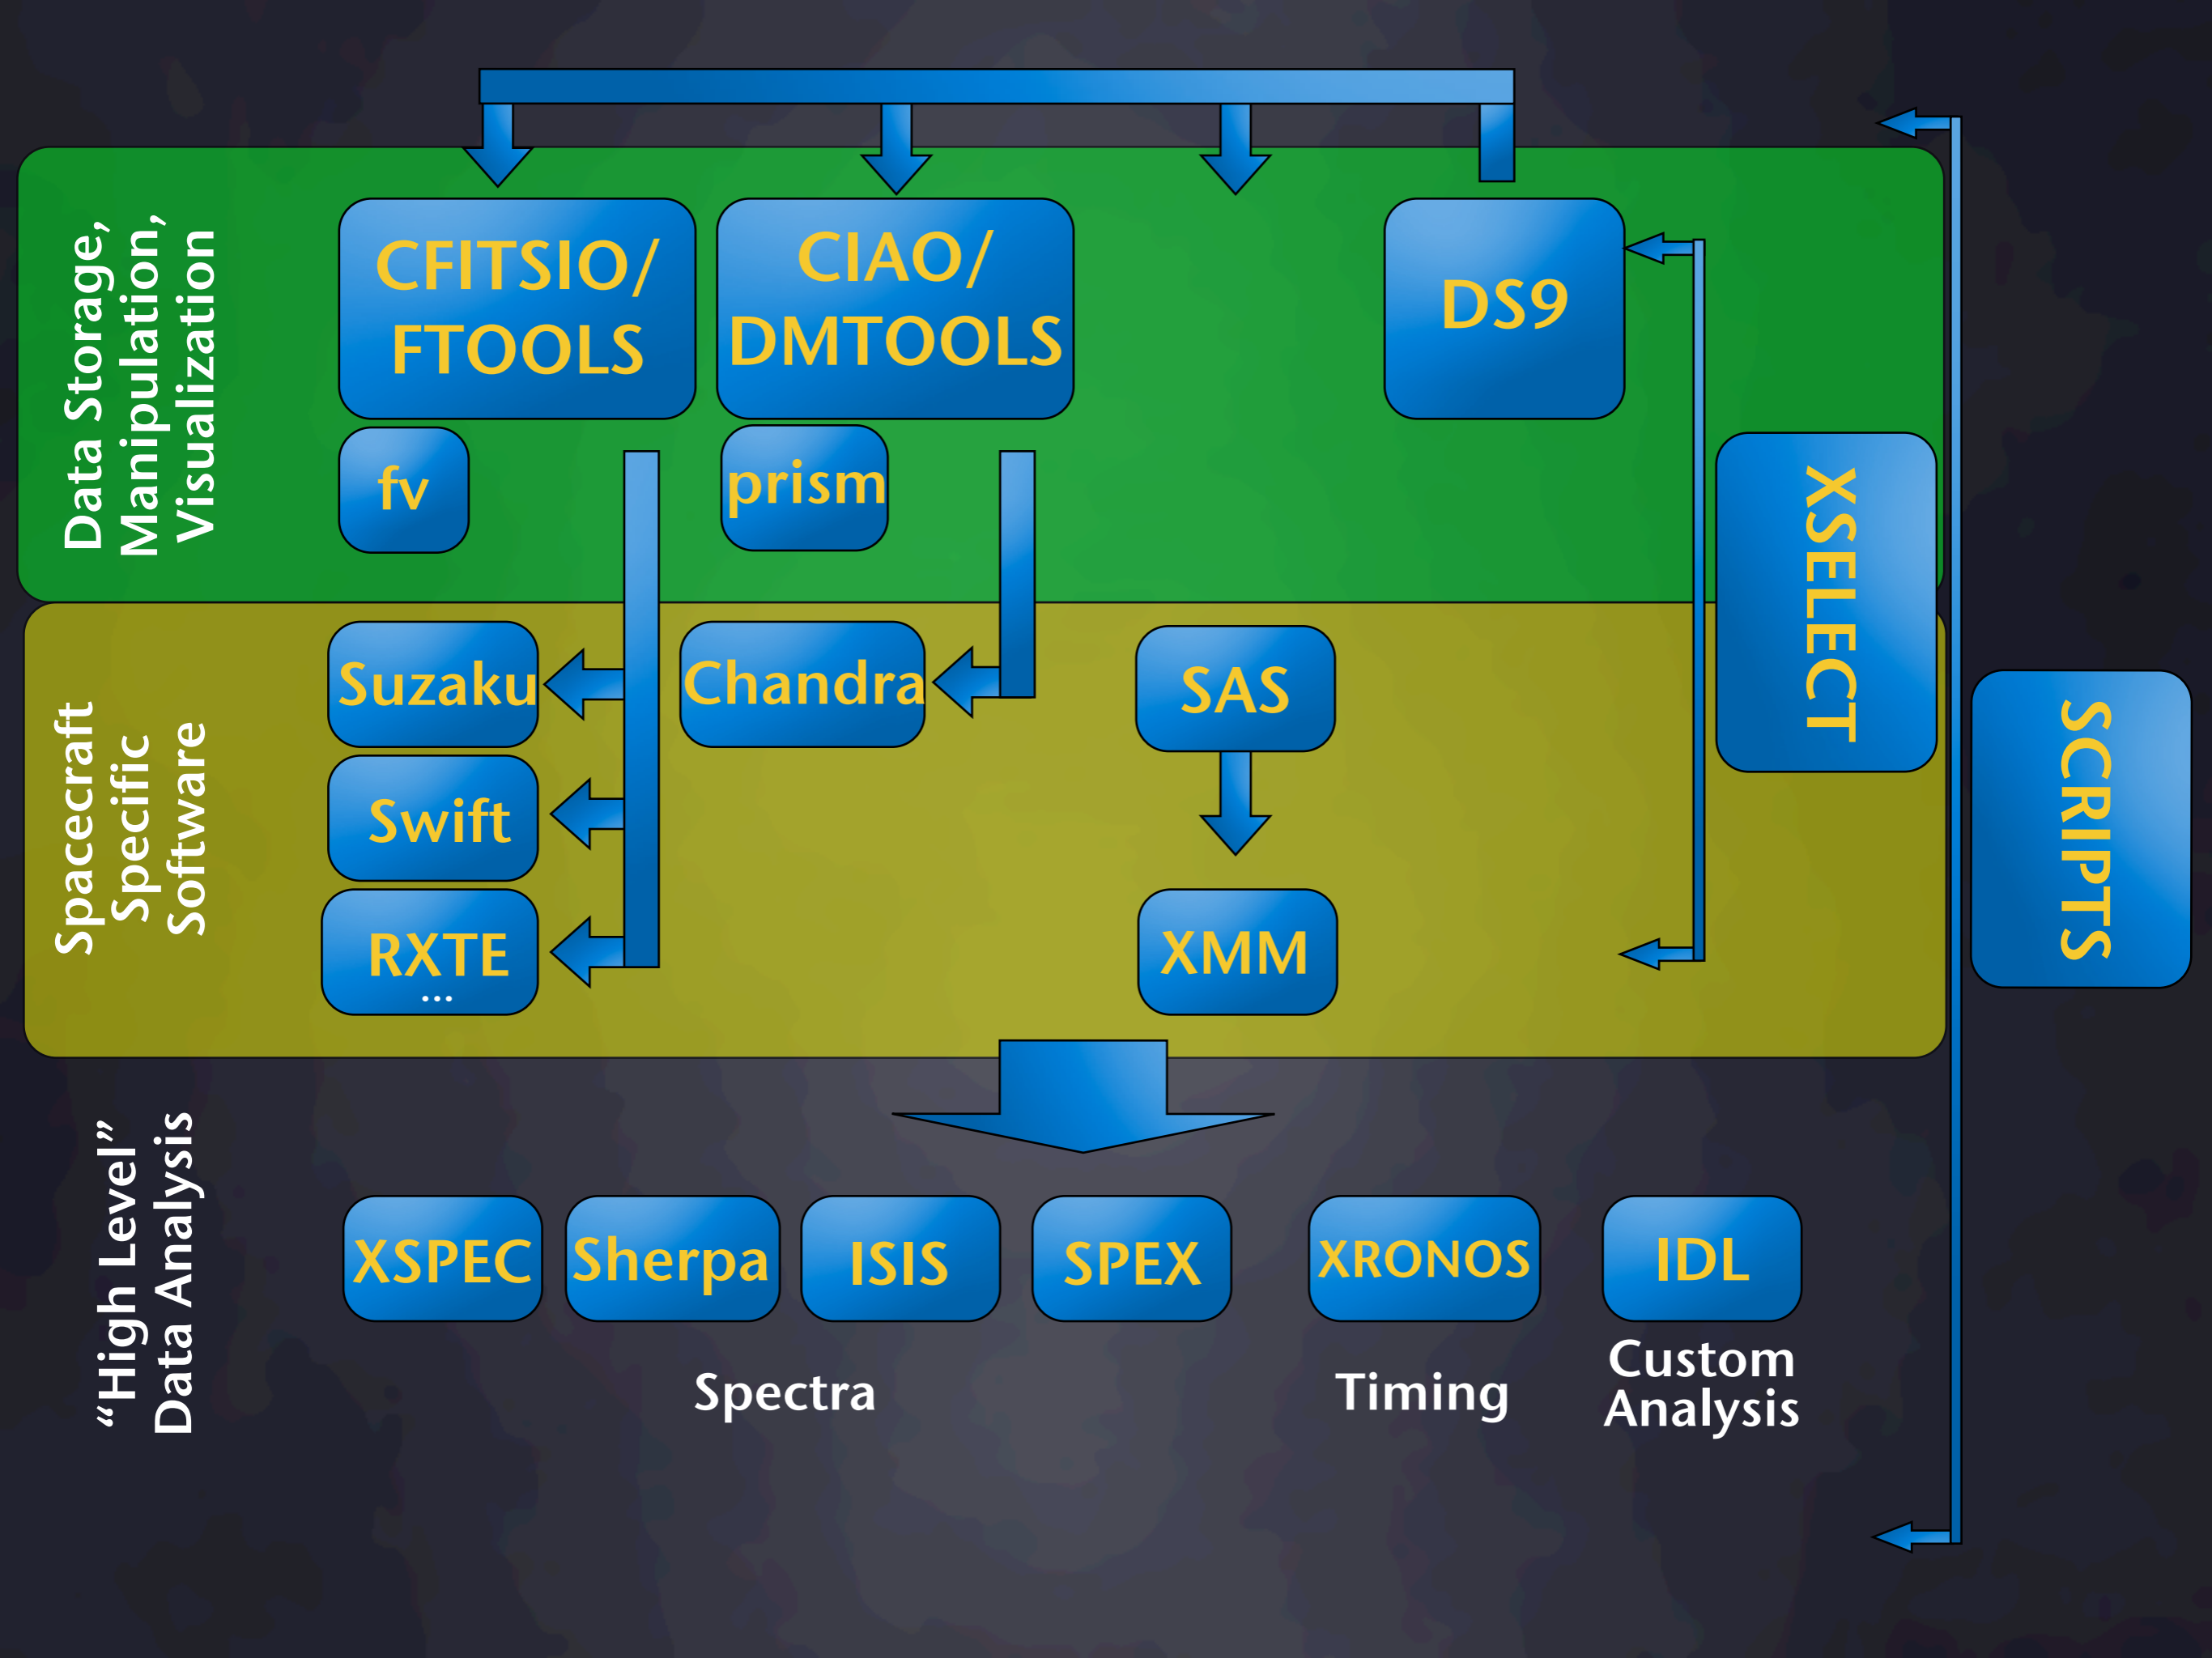 Data Storage,
Manipulation,
Visualization
CFITSIO/
FTOOLS
CIAO/
DMTOOLS
DS9
fv
prism
XSELECT
Spacecraft
Specific
Software
Suzaku
Chandra
SAS
Swift
RXTE
...
XMM
SCRIPTS
“High Level”
Data Analysis
XSPEC
Sherpa
ISIS
SPEX
XRONOS
IDL
Spectra
Timing
Custom
Analysis